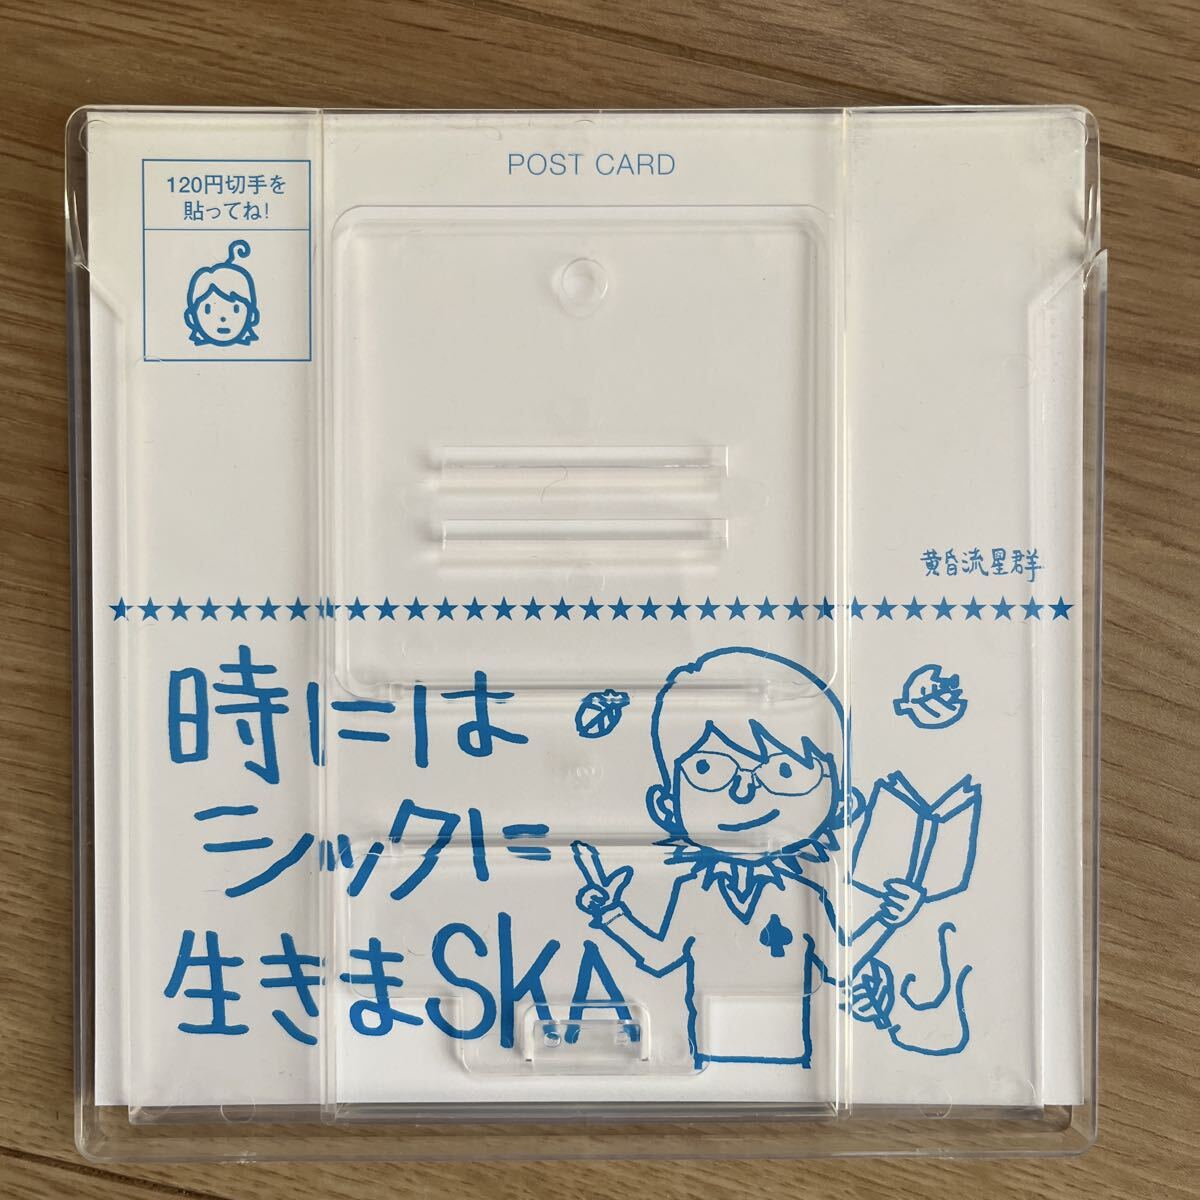 POST CARD
120円切手を
貼ってね!
黄昏流星群
時には
シックに
生きまSKA